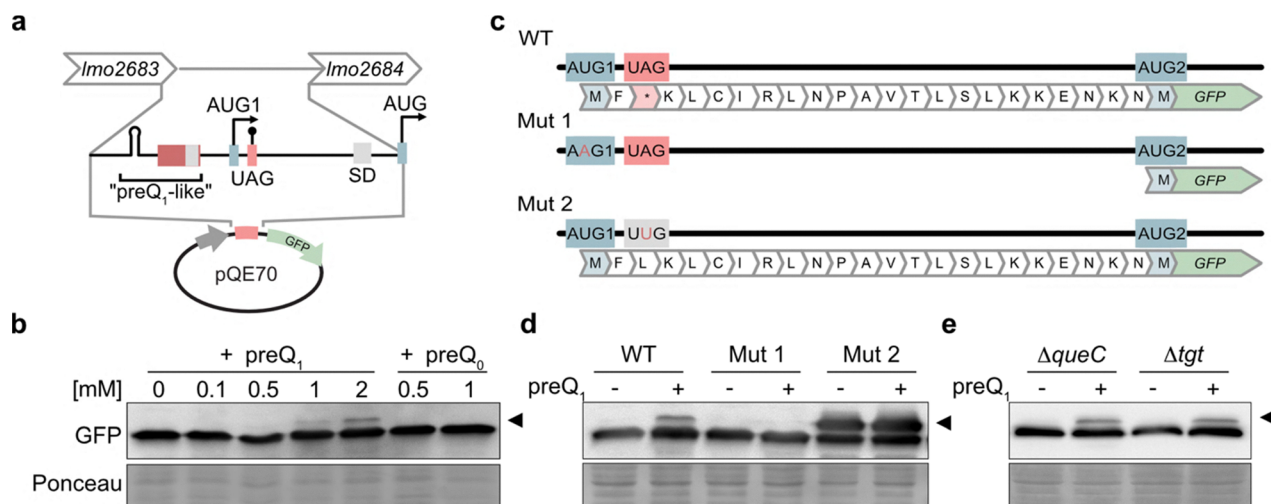 a
lmo2683
lmo2684
AUG1
AUG
UAG
SD
"preQ1-like"
GFP
pQE70
b
+ preQ1
+ preQ0
[mM] 0 0.1 0.5 1 2 0.5 1
GFP
Ponceau
c
WT
AUG1 UAG AUG2
M F * K L C I R L N P A V T L S L K K E N K N M GFP
Mut 1
AAG1 UAG AUG2
M GFP
Mut 2
AUG1 UUG AUG2
M F L K L C I R L N P A V T L S L K K E N K N M GFP
d
WT Mut 1 Mut 2
preQ1 - + - + - +
e
ΔqueC Δtgt
preQ1 - + - +